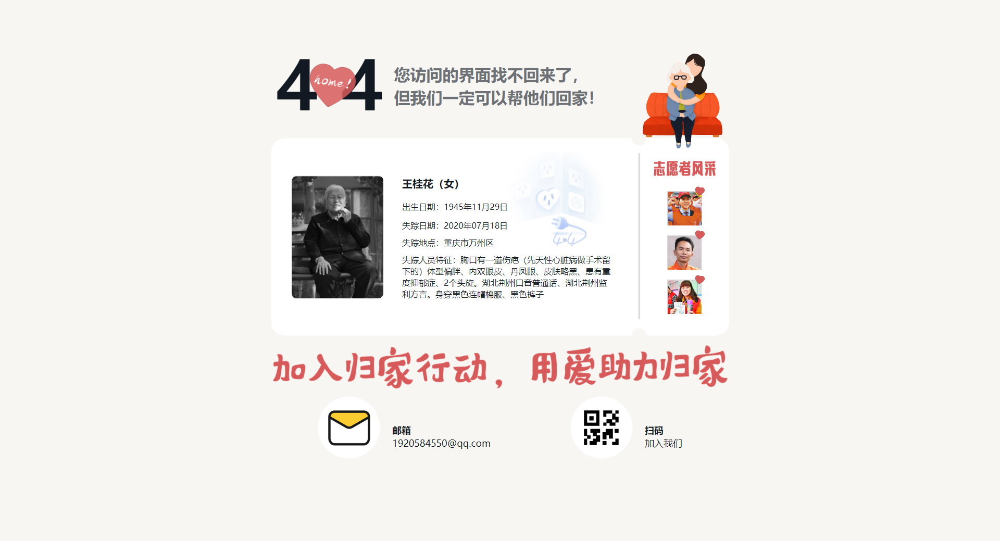 404
home!
您访问的界面找不回来了，
但我们一定可以帮他们回家！
王桂花（女）
出生日期：1945年11月29日
失踪日期：2020年07月18日
失踪地点：重庆市万州区
失踪人员特征：胸口有一道伤疤（先天性心脏病做手术留
下的）体型偏胖、内双眼皮、丹凤眼、皮肤略黑、患有重
度抑郁症、2个头旋。湖北荆州口音普通话、湖北荆州监
利方言。身穿黑色连帽棉服、黑色裤子
404
志愿者风采
加入归家行动，用爱助力归家
邮箱
1920584550@qq.com
扫码
加入我们